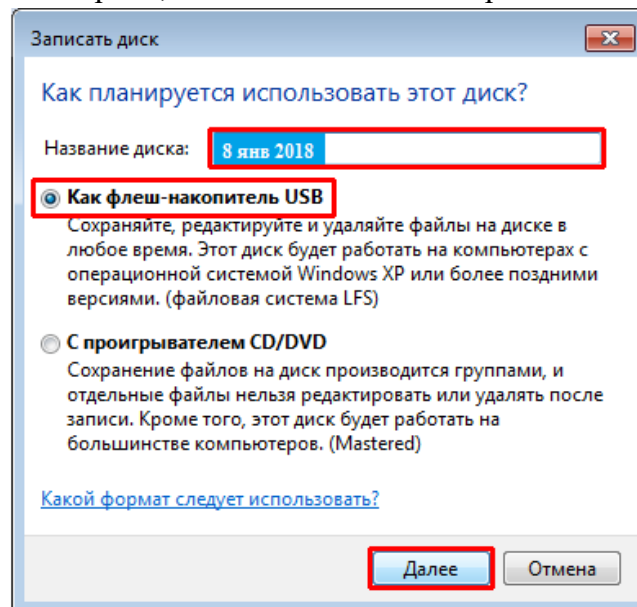 Записать диск
Как планируется использовать этот диск?
Название диска: 8 янв 2018
Как флеш-накопитель USB
Сохраняйте, редактируйте и удаляйте файлы на диске в
любое время. Этот диск будет работать на компьютерах с
операционной системой Windows XP или более поздними
версиями. (файловая система LFS)
С проигрывателем CD/DVD
Сохранение файлов на диск производится группами, и
отдельные файлы нельзя редактировать или удалять после
записи. Кроме того, этот диск будет работать на
большинстве компьютеров. (Mastered)
Какой формат следует использовать?
Далее Отмена